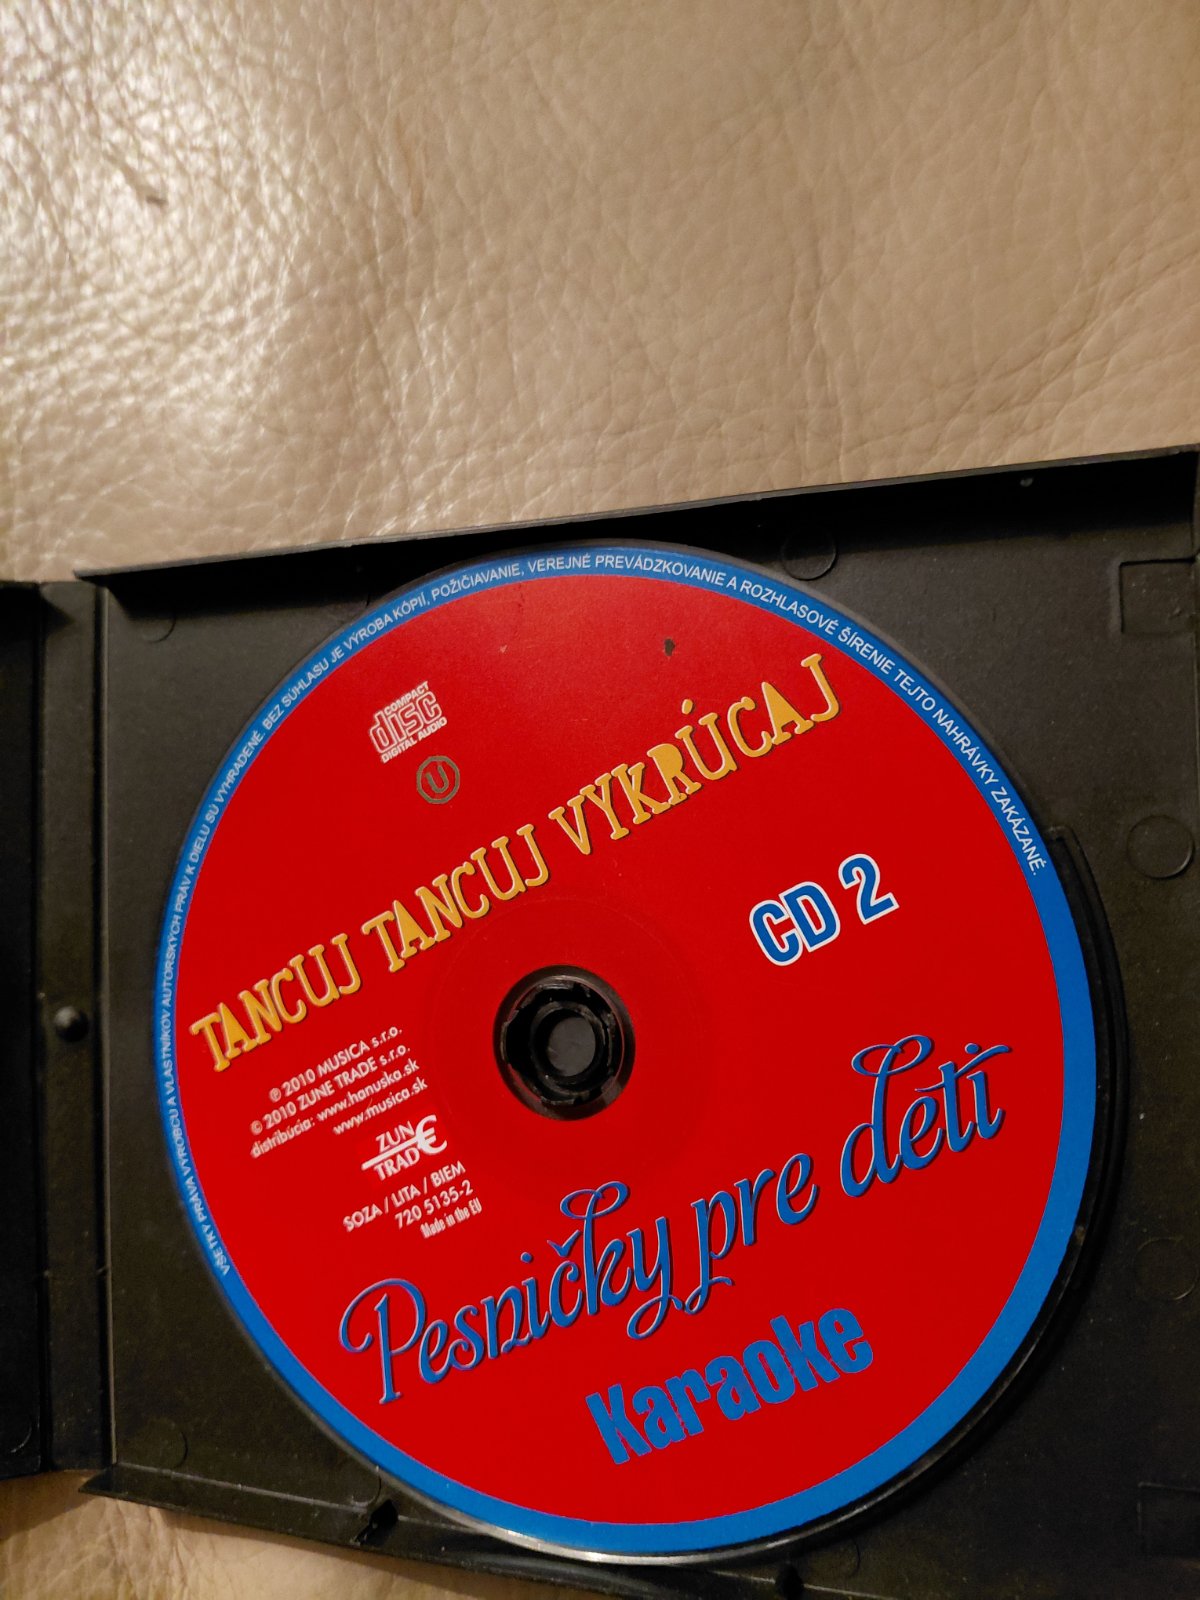 VŠETKY PRÁVA VÝROBCU A VLASTNÍKOV AUTORSKÝCH PRÁV K DIELU SÚ VYHRADENÉ. BEZ SÚHLASU JE VÝROBA KÓPIÍ, POŽIČIAVANIE, VEREJNÉ PREVÁDZKOVANIE A ROZHLASOVÉ ŠÍRENIE TEJTO NAHRÁVKY ZAKÁZANÉ.
COMPACT
disc
DIGITAL AUDIO
U
TANCUJ TANCUJ VYKRÚCAJ
CD 2
℗ 2010 MUSICA s.r.o.
© 2010 ZUNE TRADE s.r.o.
distribúcia: www.hanuska.sk
www.musica.sk
ZUN€
TRAD
SOZA / LITA / BIEM
720 5135-2
Made in the EU
Pesničky pre deti
Karaoke